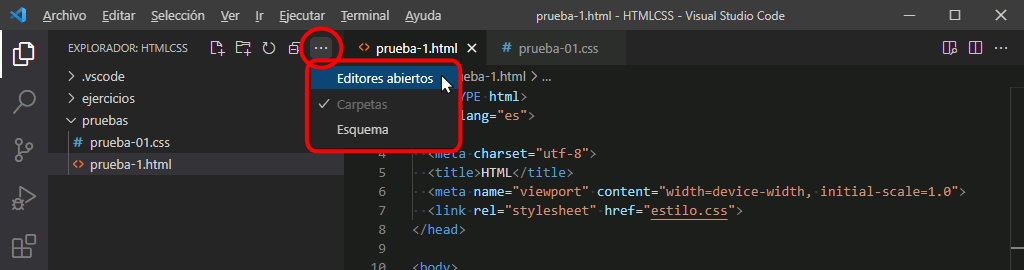 Archivo Editar Selección Ver Ir Ejecutar Terminal Ayuda prueba-1.html - HTMLCSS - Visual Studio Code
EXPLORADOR: HTMLCSS
prueba-1.html
prueba-01.css
.vscode
ejercicios
pruebas
prueba-01.css
prueba-1.html
Editores abiertos
Carpetas
Esquema
eba-1.html > ...
YPE html>
lang="es">
4 <meta charset="utf-8">
5 <title>HTML</title>
6 <meta name="viewport" content="width=device-width, initial-scale=1.0">
7 <link rel="stylesheet" href="estilo.css">
8 </head>
9
10 <body>